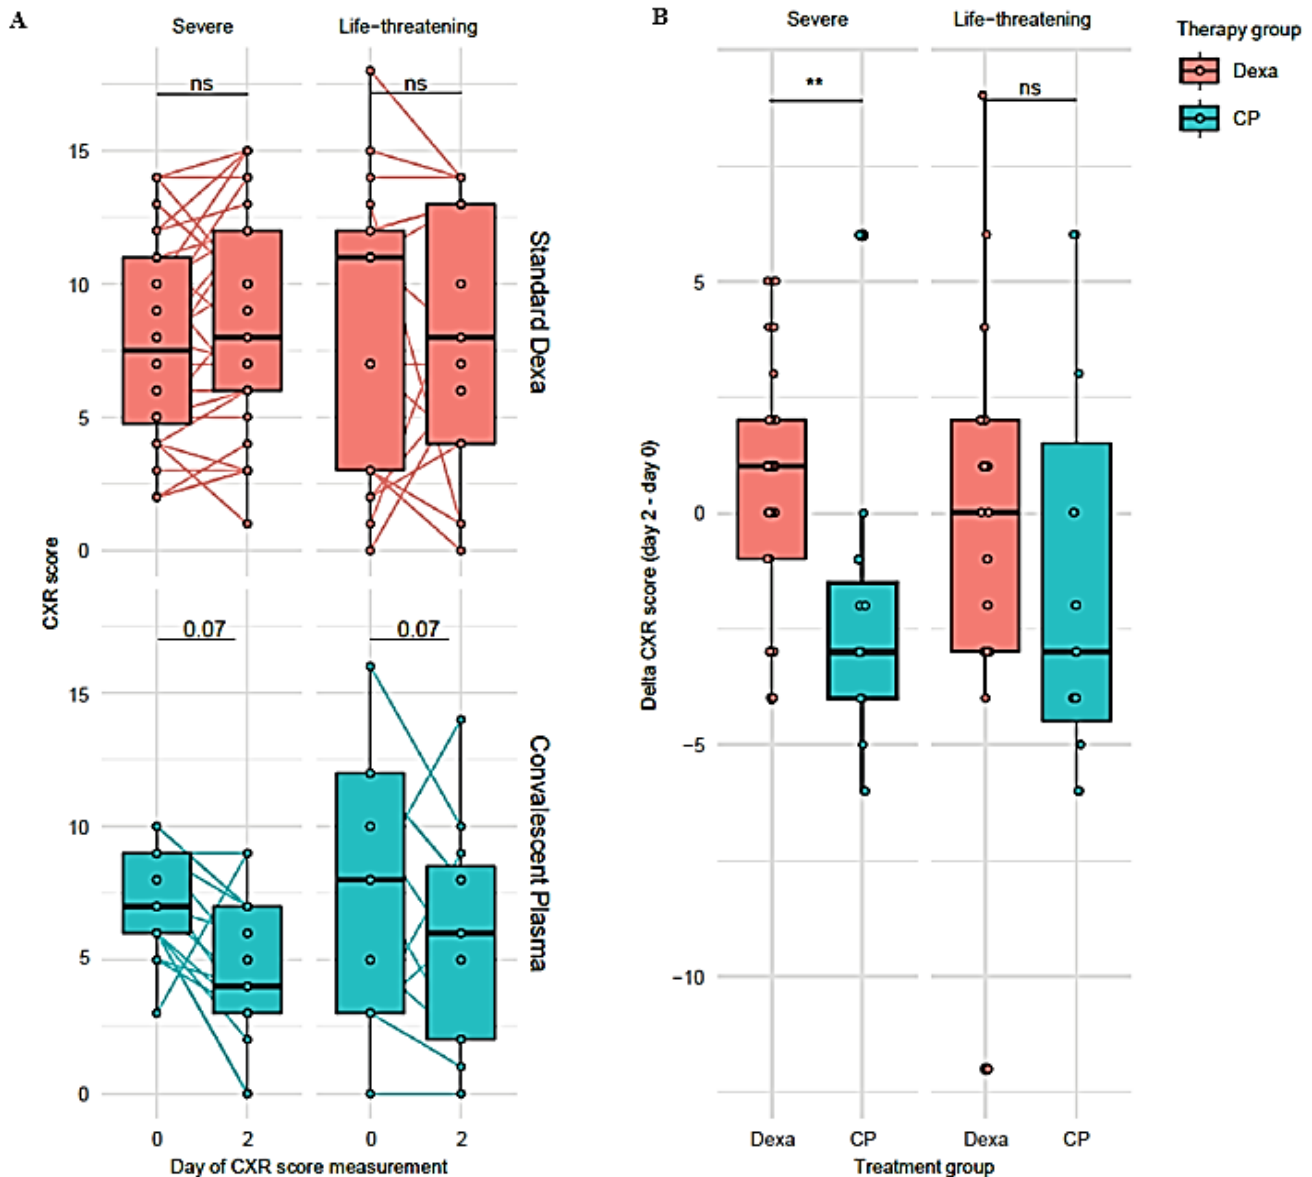 A
Severe
Life-threatening
ns
ns
15
10
5
0
Standard Dexa
CXR score
0.07
0.07
15
10
5
0
Convalescent Plasma
0
2
0
2
Day of CXR score measurement
B
Severe
Life-threatening
**
ns
5
0
-5
-10
Delta CXR score (day 2 - day 0)
Dexa
CP
Dexa
CP
Treatment group
Therapy group
Dexa
CP